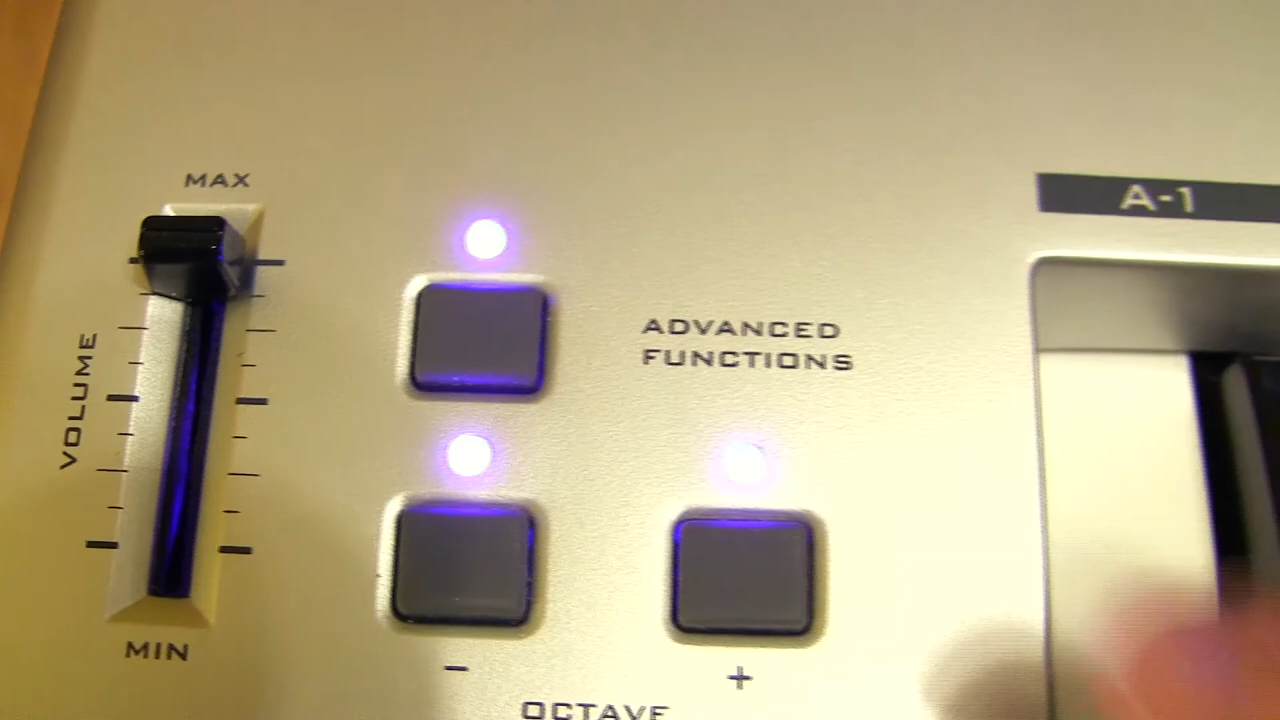 MAX
A-1
ADVANCED
FUNCTIONS
VOLUME
MIN
-
+
OCTAVE